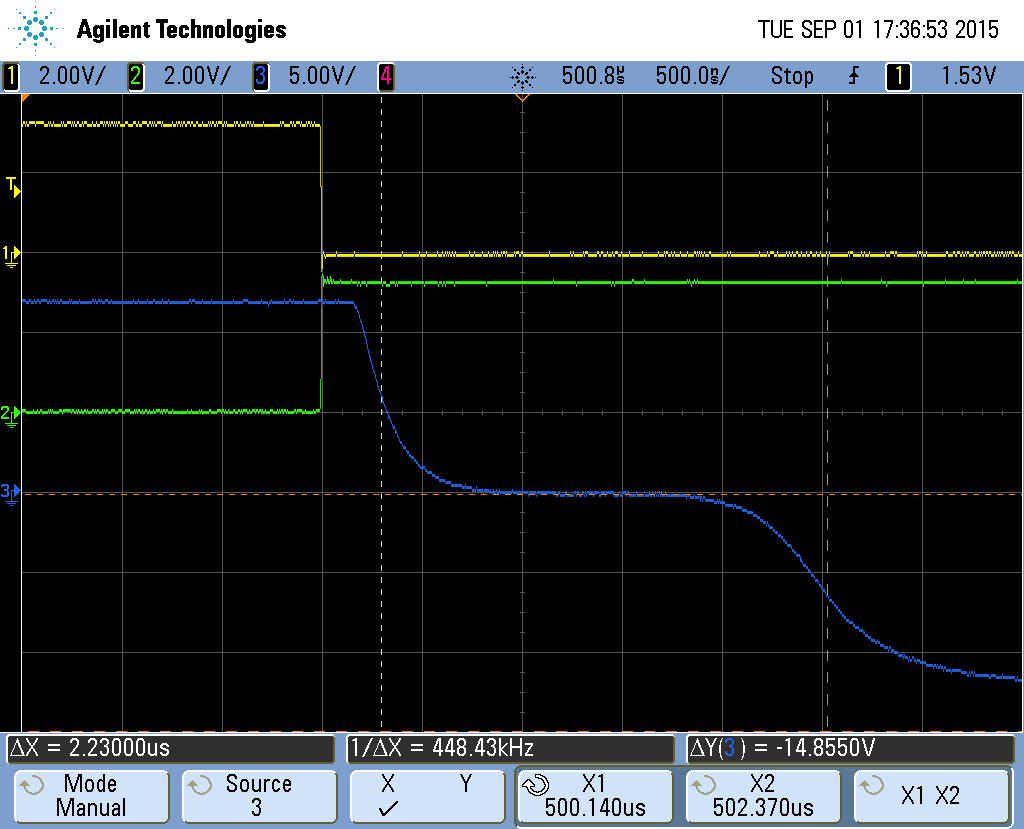 Agilent Technologies TUE SEP 01 17:36:53 2015
1 2.00V/ 2 2.00V/ 3 5.00V/ 4 500.8µs 500.0ns/ Stop 1 1.53V
T
1
2
3
ΔX = 2.23000us 1/ΔX = 448.43kHz ΔY(3) = -14.8550V
Mode Source X Y X1 X2 X1 X2
Manual 3 ✓ 500.140us 502.370us